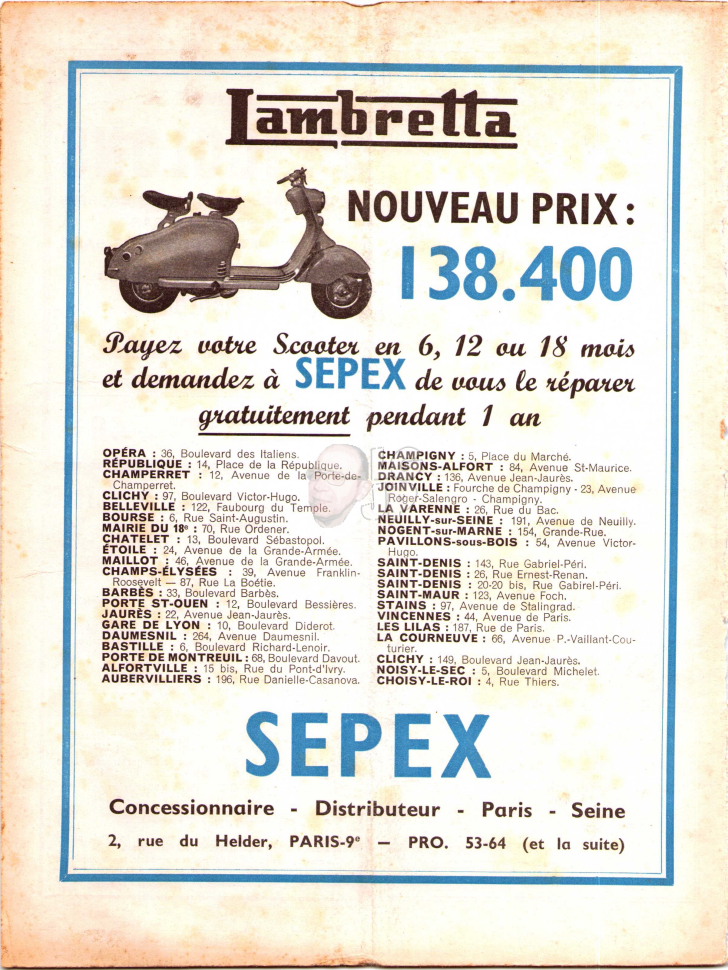 Lambretta
NOUVEAU PRIX :
138.400
Payez votre Scooter en 6, 12 ou 18 mois
et demandez à SEPEX de vous le réparer
gratuitement pendant 1 an
OPÉRA : 36, Boulevard des Italiens.
RÉPUBLIQUE : 14, Place de la République.
CHAMPERRET : 12, Avenue de la Porte-de-
Champerret.
CLICHY : 97, Boulevard Victor-Hugo.
BELLEVILLE : 122, Faubourg du Temple.
BOURSE : 6, Rue Saint-Augustin.
MAIRIE DU 18e : 70, Rue Ordener.
CHATELET : 13, Boulevard Sébastopol.
ÉTOILE : 24, Avenue de la Grande-Armée.
MAILLOT : 46, Avenue de la Grande-Armée.
CHAMPS-ÉLYSÉES : 39, Avenue Franklin-
Roosevelt — 87, Rue La Boétie.
BARBÈS : 33, Boulevard Barbès.
PORTE ST-OUEN : 12, Boulevard Bessières.
JAURÈS : 22, Avenue Jean-Jaurès.
GARE DE LYON : 10, Boulevard Diderot.
DAUMESNIL : 264, Avenue Daumesnil.
BASTILLE : 6, Boulevard Richard-Lenoir.
PORTE DE MONTREUIL : 68, Boulevard Davout.
ALFORTVILLE : 15 bis, Rue du Pont-d'Ivry.
AUBERVILLIERS : 196, Rue Danielle-Casanova.
CHAMPIGNY : 5, Place du Marché.
MAISONS-ALFORT : 84, Avenue St-Maurice.
DRANCY : 136, Avenue Jean-Jaurès.
JOINVILLE : Fourche de Champigny - 23, Avenue
Roger-Salengro - Champigny.
LA VARENNE : 26, Rue du Bac.
NEUILLY-sur-SEINE : 191, Avenue de Neuilly.
NOGENT-sur-MARNE : 154, Grande-Rue.
PAVILLONS-sous-BOIS : 54, Avenue Victor-
Hugo.
SAINT-DENIS : 143, Rue Gabriel-Péri.
SAINT-DENIS : 26, Rue Ernest-Renan.
SAINT-DENIS : 20-20 bis, Rue Gabirel-Péri.
SAINT-MAUR : 123, Avenue Foch.
STAINS : 97, Avenue de Stalingrad.
VINCENNES : 44, Avenue de Paris.
LES LILAS : 187, Rue de Paris.
LA COURNEUVE : 66, Avenue P.-Vaillant-Cou-
turier.
CLICHY : 149, Boulevard Jean-Jaurès.
NOISY-LE-SEC : 5, Boulevard Michelet.
CHOISY-LE-ROI : 4, Rue Thiers.
SEPEX
Concessionnaire - Distributeur - Paris - Seine
2, rue du Helder, PARIS-9e — PRO. 53-64 (et la suite)